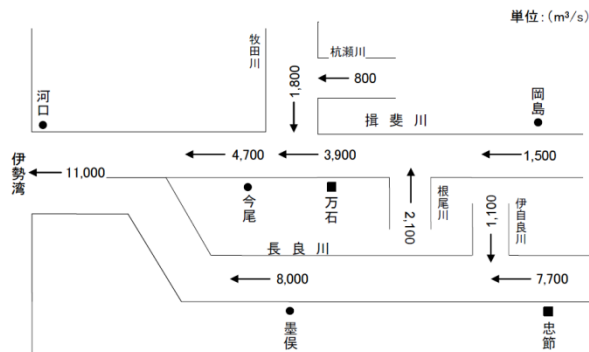 単位:(m³/s)
牧田川
杭瀬川
800
1,800
河口
岡島
揖斐川
伊勢湾
11,000
4,700
3,900
1,500
今尾
万石
2,100
根尾川
1,100
伊自良川
長良川
8,000
7,700
墨俣
忠節